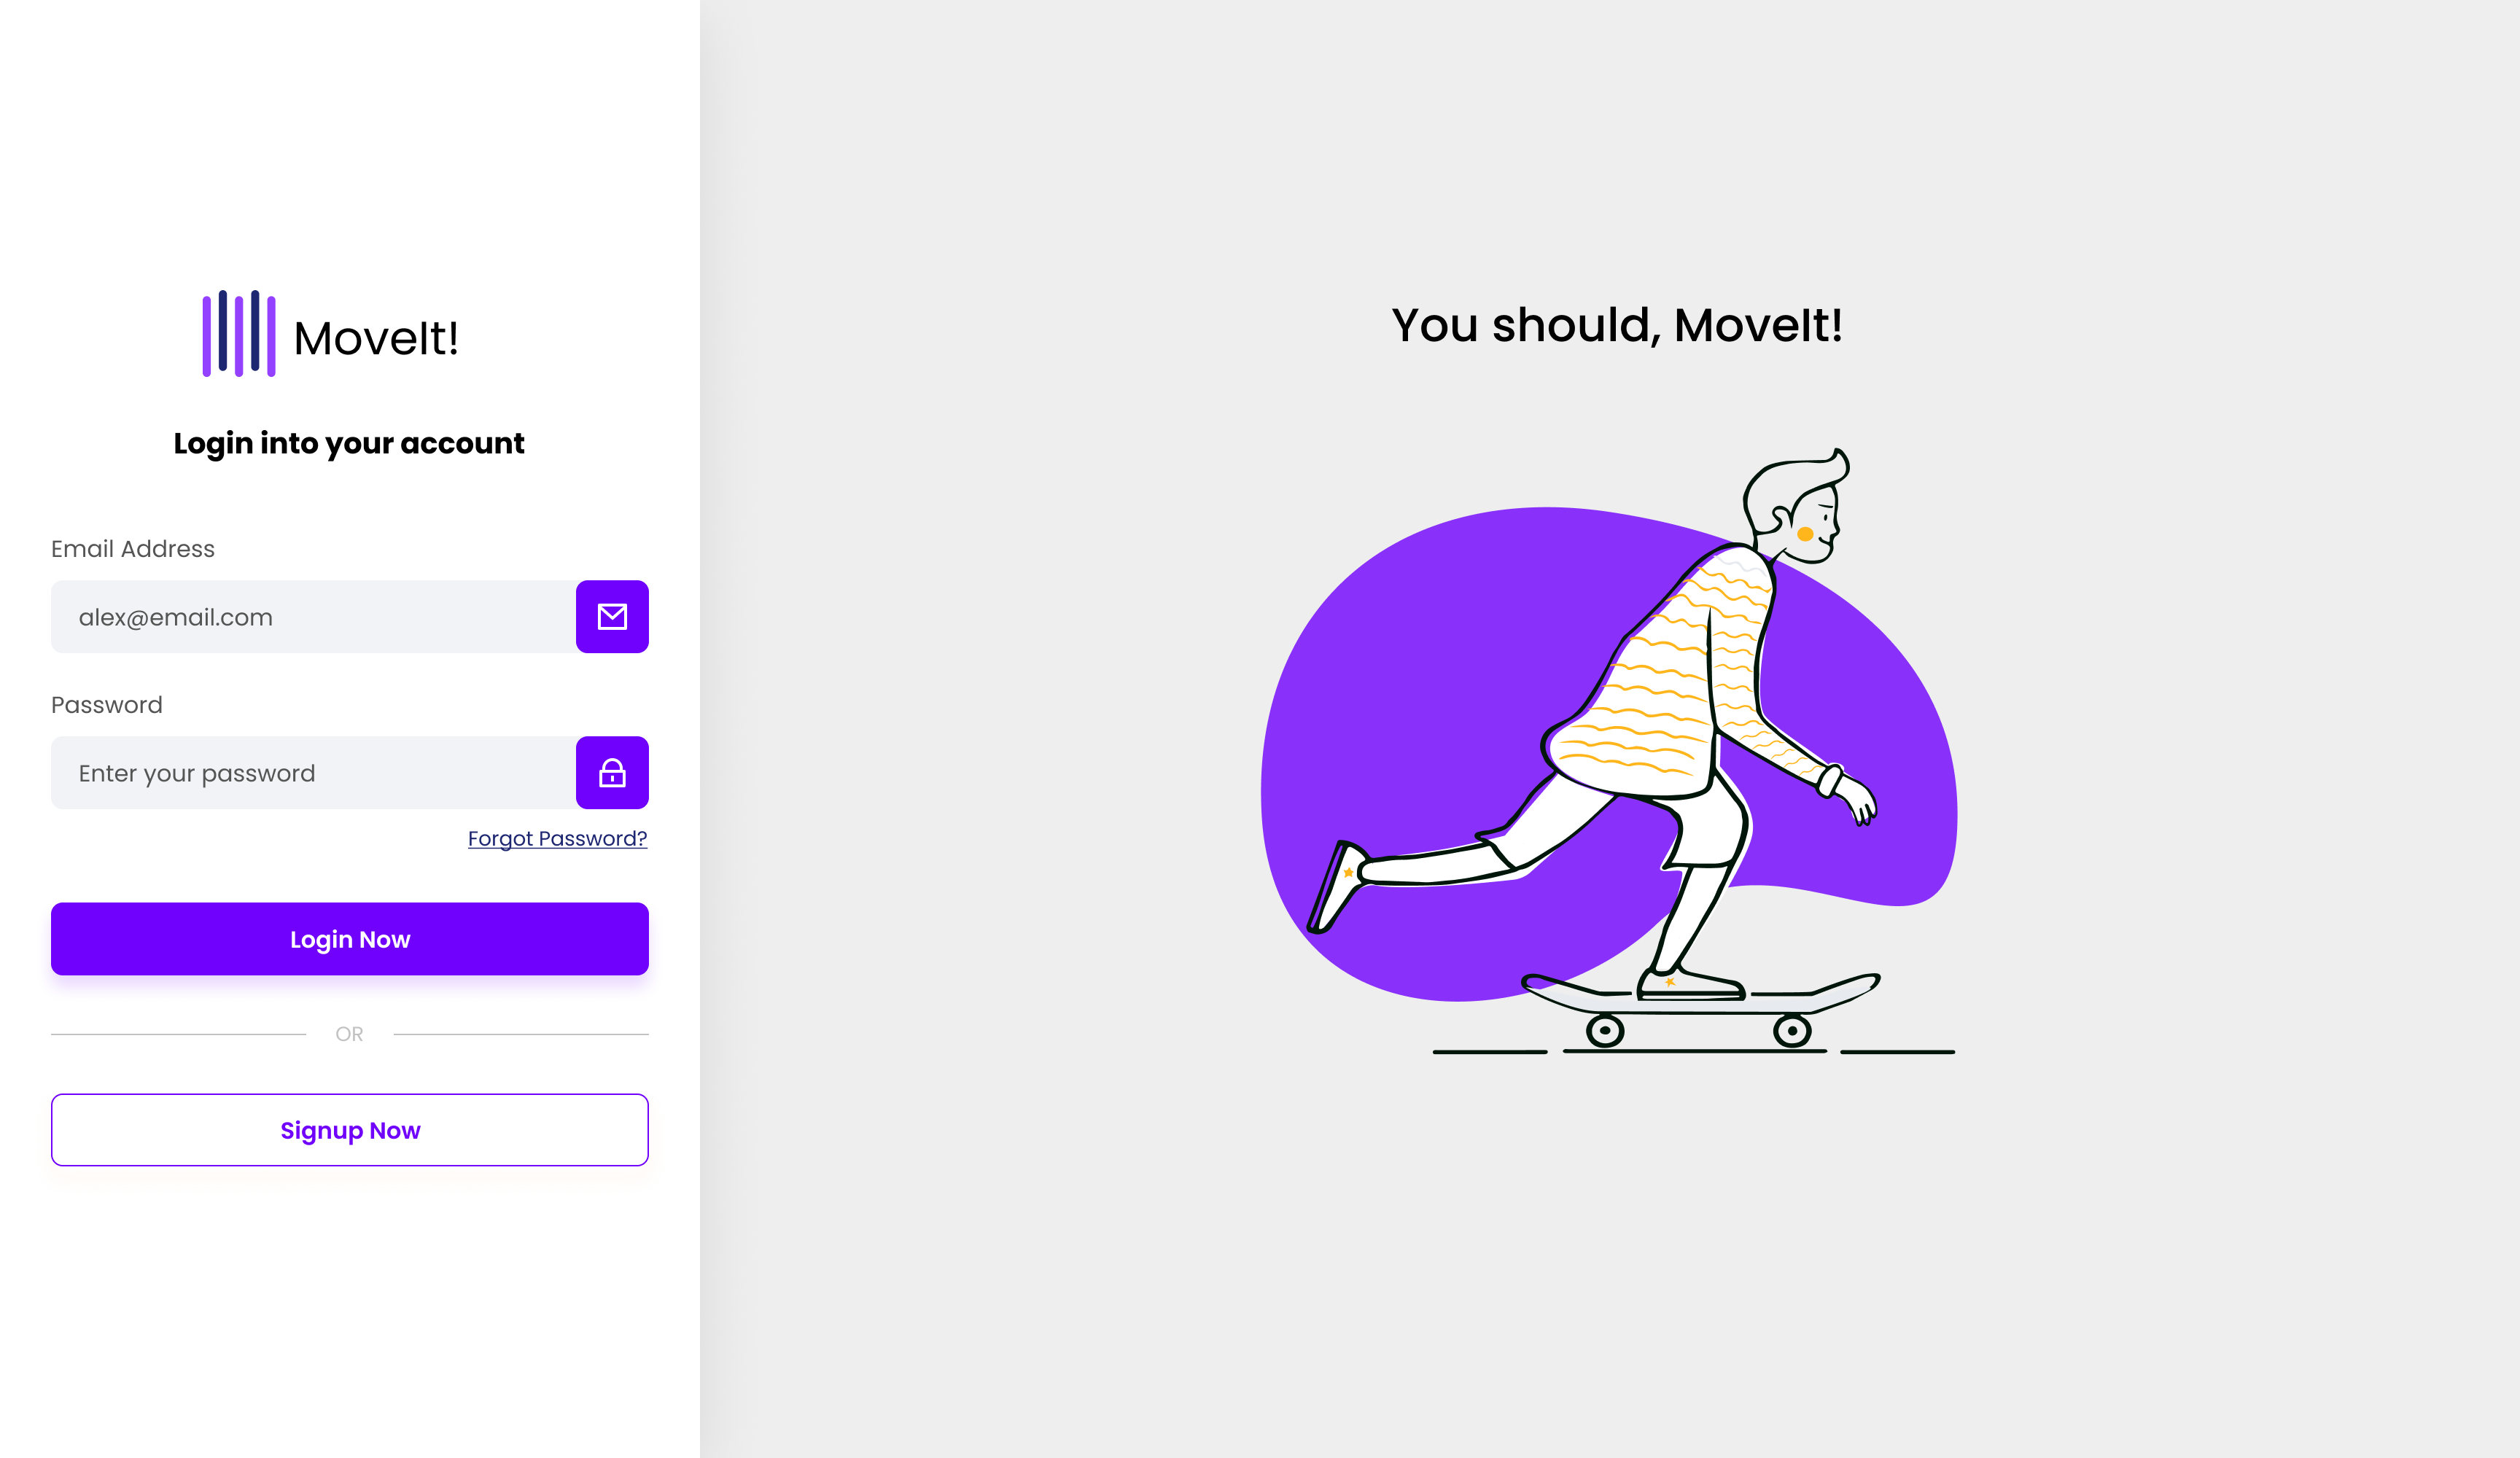 MoveIt!
Login into your account
Email Address
alex@email.com
Password
Enter your password
Forgot Password?
Login Now
OR
Signup Now
You should, MoveIt!